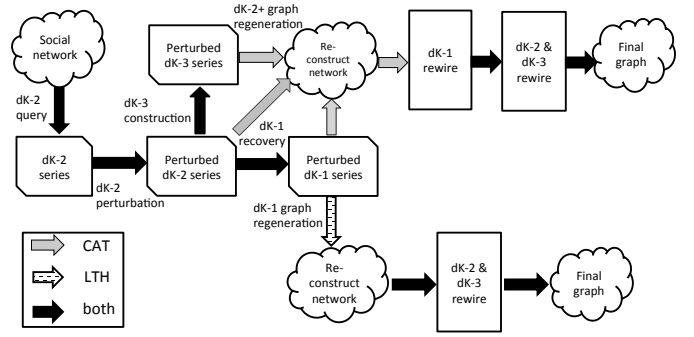 Social
network
dK-2
query
dK-2
series
dK-2
perturbation
Perturbed
dK-3 series
dK-3
construction
Perturbed
dK-2 series
dK-2+ graph
regeneration
Re-
construct
network
dK-1
recovery
Perturbed
dK-1 series
dK-1
rewire
dK-2 &
dK-3
rewire
Final
graph
dK-1 graph
regeneration
Re-
construct
network
dK-2 &
dK-3
rewire
Final
graph
CAT
LTH
both